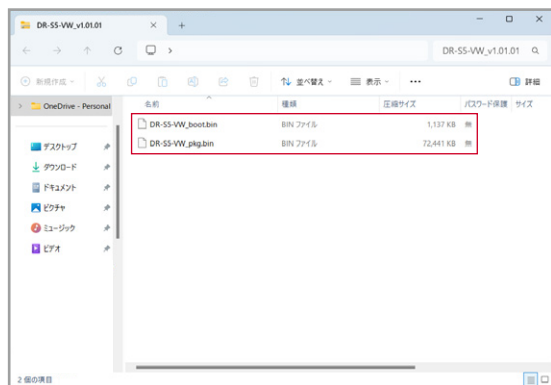 DR-S5-VW_v1.01.01
DR-S5-VW_v1.01.01
新規作成 並べ替え 表示 ... 詳細
OneDrive - Personal
名前 種類 圧縮サイズ パスワード保護 サイズ
DR-S5-VW_boot.bin BIN ファイル 1,137 KB 無
DR-S5-VW_pkg.bin BIN ファイル 72,441 KB 無
デスクトップ
ダウンロード
ドキュメント
ピクチャ
ミュージック
ビデオ
2 個の項目